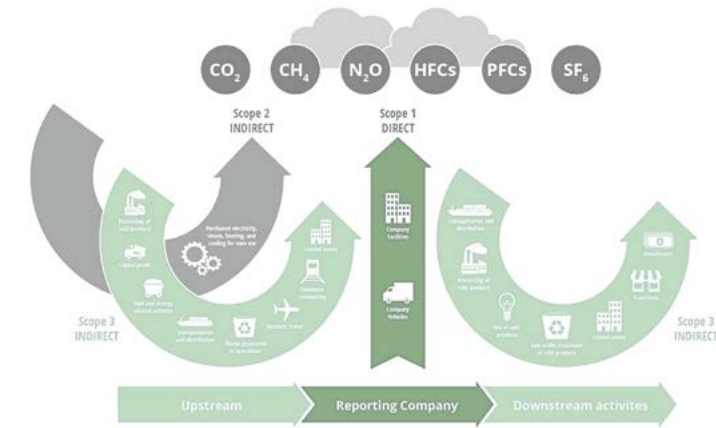 CO2
CH4
N2O
HFCs
PFCs
SF6
Scope 2
INDIRECT
Scope 1
DIRECT
Processing of
sold products
Capital goods
Fuel and energy
related activities
Transportation
and distribution
Waste generated
in operations
Business travel
Employee
commuting
Leased assets
Purchased electricity,
steam, heating, and
cooling for own use
Company
Facilities
Company
Vehicles
Transportation and
distribution
Processing of
sold products
Use of sold
products
End-of-life treatment
of sold products
Leased assets
Franchises
Investments
Scope 3
INDIRECT
Scope 3
INDIRECT
Upstream
Reporting Company
Downstream activites